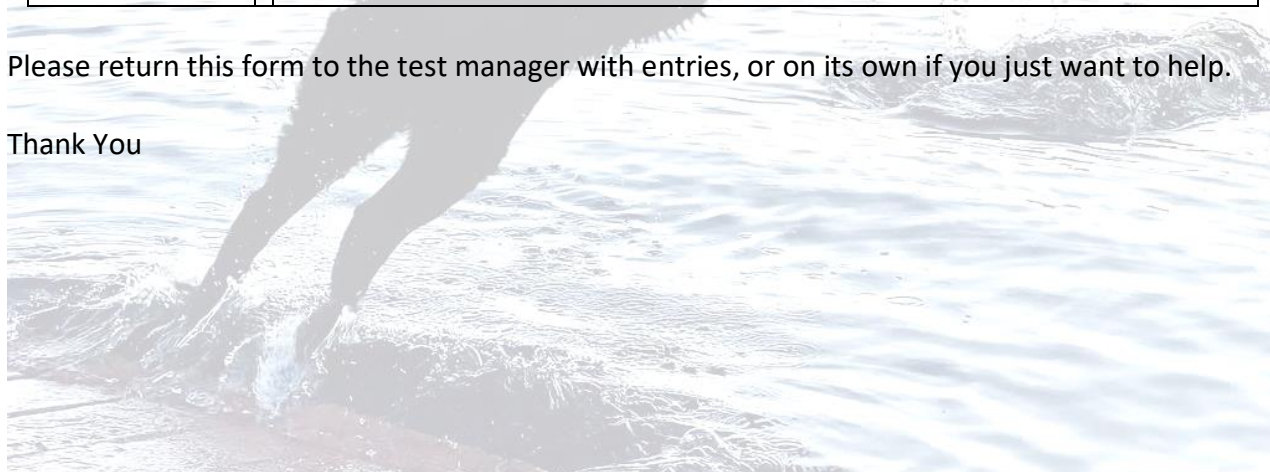 Please return this form to the test manager with entries, or on its own if you just want to help.
Thank You